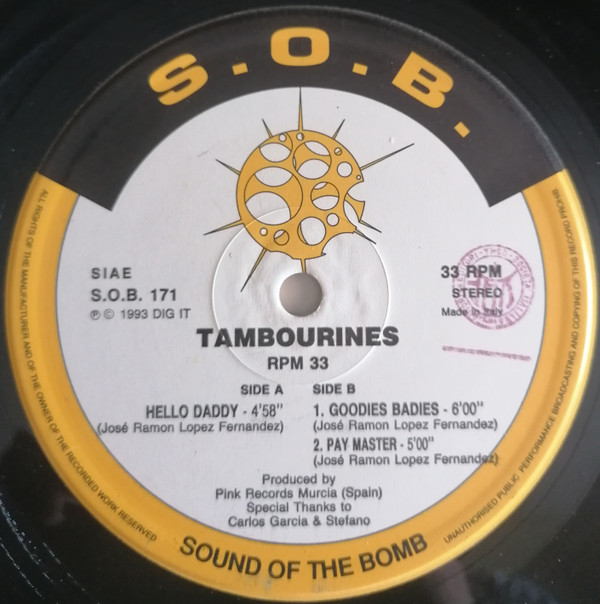 S.O.B.
SIAE
S.O.B. 171
℗ © 1993 DIG IT
33 RPM
STEREO
Made in Italy
TAMBOURINES
RPM 33
SIDE A
HELLO DADDY - 4'58"
(José Ramon Lopez Fernandez)
SIDE B
1. GOODIES BADIES - 6'00"
(José Ramon Lopez Fernandez)
2. PAY MASTER - 5'00"
(José Ramon Lopez Fernandez)
Produced by
Pink Records Murcia (Spain)
Special Thanks to
Carlos Garcia & Stefano
SOUND OF THE BOMB
ALL RIGHTS OF THE MANUFACTURER AND OF THE OWNER OF THE RECORDED WORK RESERVED
UNAUTHORISED PUBLIC PERFORMANCE BROADCASTING AND COPYING OF THIS RECORD PROHIB